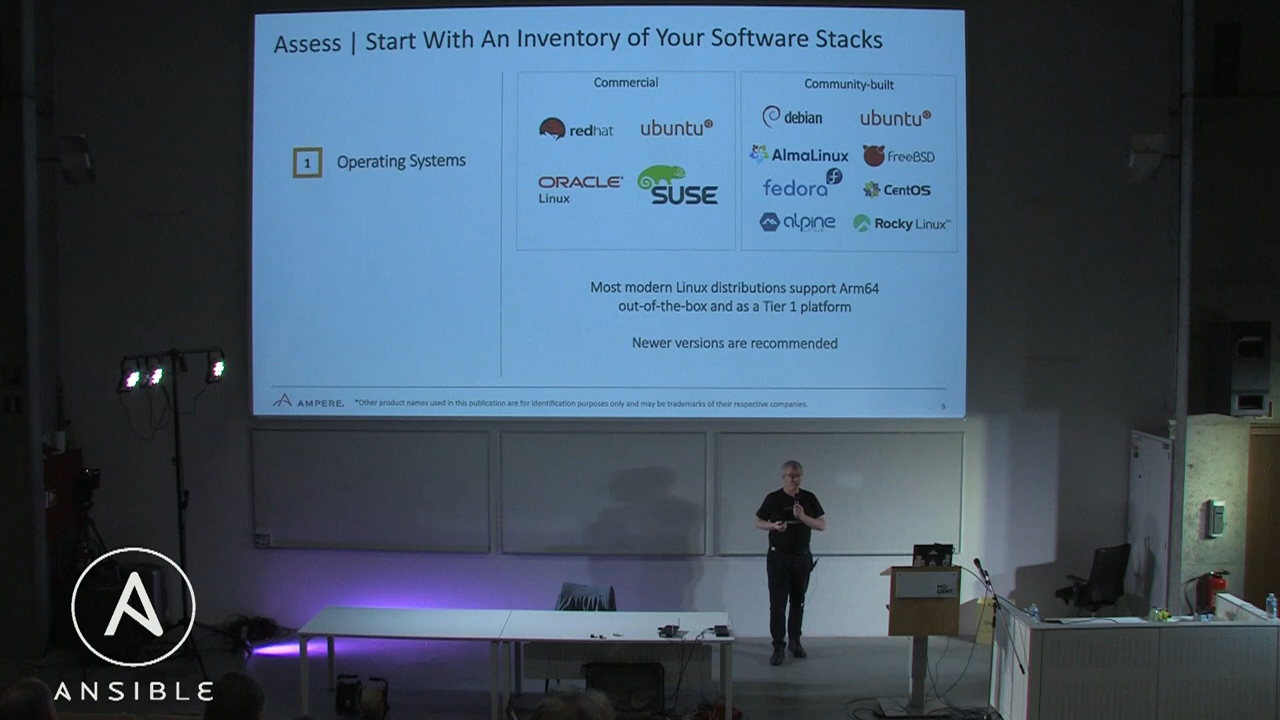 Assess | Start With An Inventory of Your Software Stacks
1
Operating Systems
Commercial
redhat
ubuntu
ORACLE
Linux
SUSE
Community-built
debian
ubuntu
AlmaLinux
FreeBSD
fedora
CentOS
alpine
Rocky Linux
Most modern Linux distributions support Arm64
out-of-the-box and as a Tier 1 platform
Newer versions are recommended
AMPERE.
*Other product names used in this publication are for identification purposes only and may be trademarks of their respective companies.
ANSIBLE